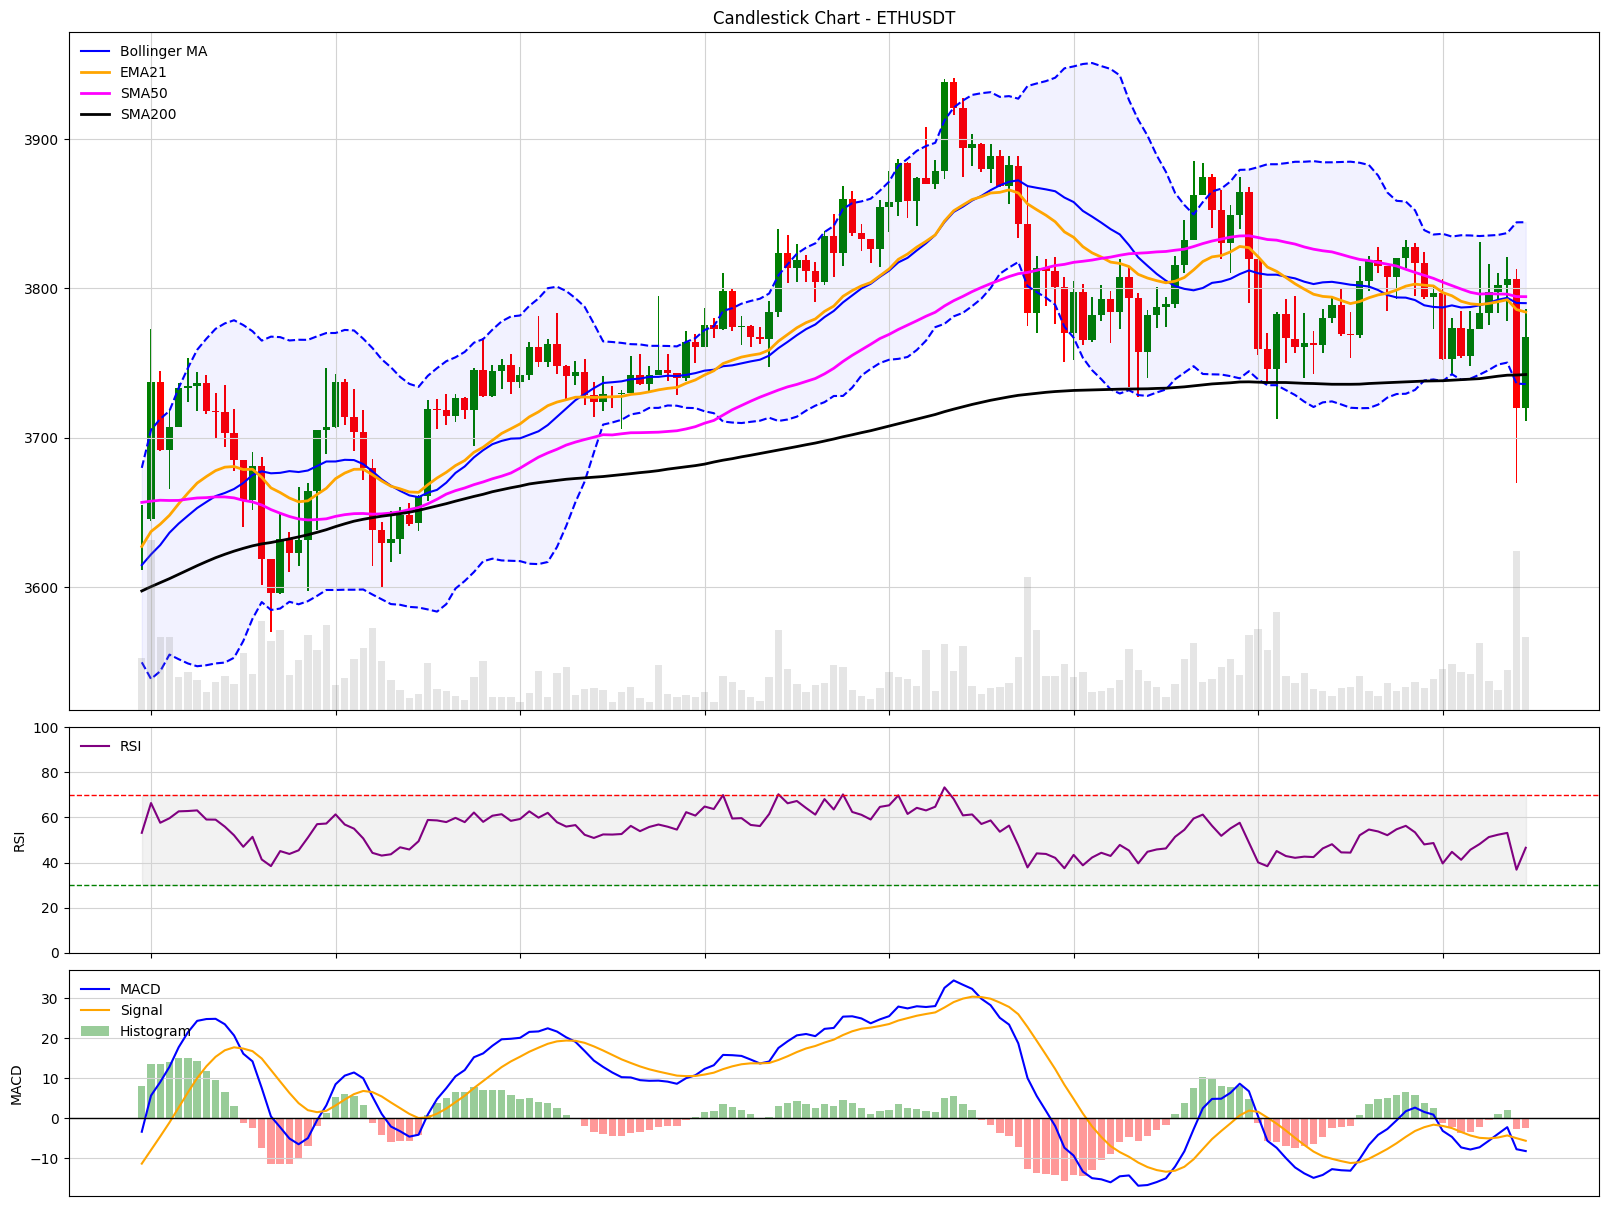 Candlestick Chart - ETHUSDT
Bollinger MA
EMA21
SMA50
SMA200
3900
3800
3700
3600
100
80
60
40
20
0
RSI
RSI
30
20
10
0
−10
MACD
MACD
Signal
Histogram